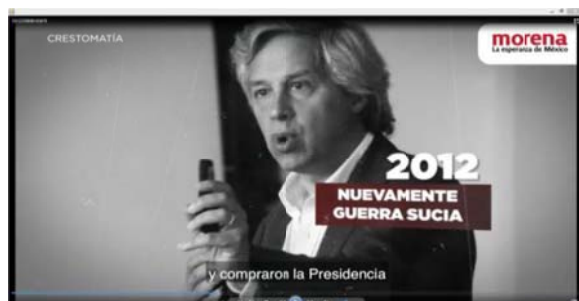 CRESTOMATÍA
morena
La esperanza de México
2012
NUEVAMENTE
GUERRA SUCIA
y compraron la Presidencia